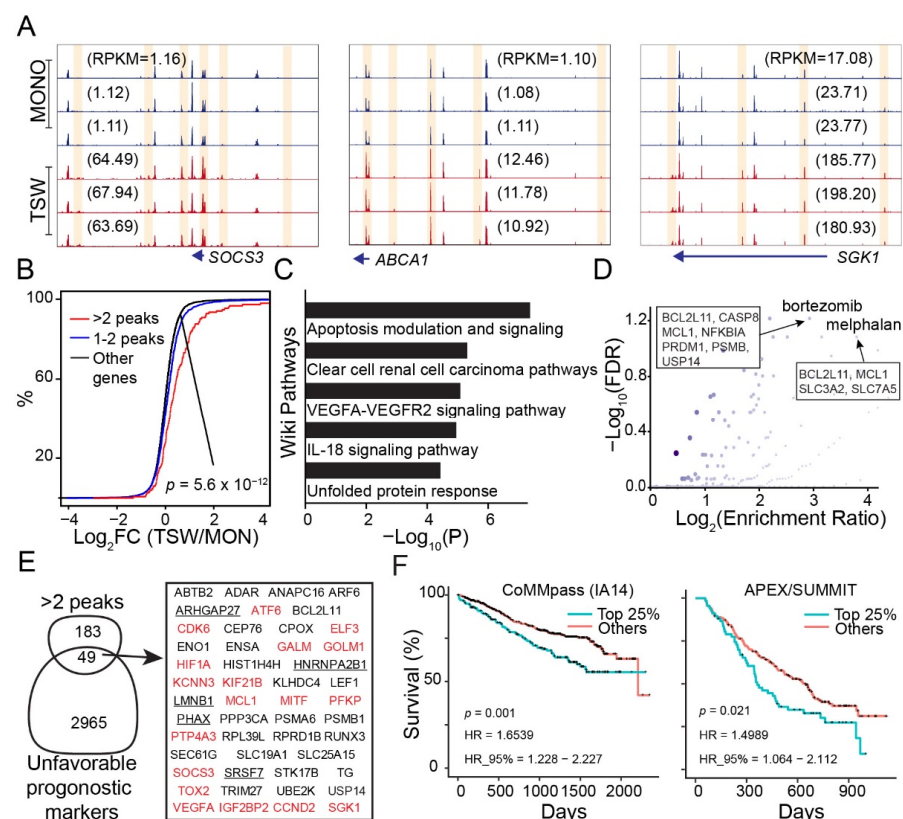 A
MONO
(RPKM=1.16)
(1.12)
(1.11)
TSW
(64.49)
(67.94)
(63.69)
SOCS3
(RPKM=1.10)
(1.08)
(1.11)
(12.46)
(11.78)
(10.92)
ABCA1
(RPKM=17.08)
(23.71)
(23.77)
(185.77)
(198.20)
(180.93)
SGK1
B
100
60
20
%
>2 peaks
1-2 peaks
Other
genes
p = 5.6 x 10⁻¹²
−4 −2 0 2 4
Log₂FC (TSW/MON)
C
Wiki Pathways
Apoptosis modulation and signaling
Clear cell renal cell carcinoma pathways
VEGFA-VEGFR2 signaling pathway
IL-18 signaling pathway
Unfolded protein response
0 2 4 6
−Log₁₀(P)
D
−Log₁₀(FDR)
1.2
0.8
0.4
0
BCL2L11, CASP8
MCL1, NFKBIA
PRDM1, PSMB,
USP14
bortezomib
melphalan
BCL2L11, MCL1
SLC3A2, SLC7A5
0 1 2 3 4
Log₂(Enrichment Ratio)
E
>2 peaks
183
49
2965
Unfavorable
progonostic
markers
ABTB2 ADAR ANAPC16 ARF6
ARHGAP27 ATF6 BCL2L11
CDK6 CEP76 CPOX ELF3
ENO1 ENSA GALM GOLM1
HIF1A HIST1H4H HNRNPA2B1
KCNN3 KIF21B KLHDC4 LEF1
LMNB1 MCL1 MITF PFKP
PHAX PPP3CA PSMA6 PSMB1
PTP4A3 RPL39L RPRD1B RUNX3
SEC61G SLC19A1 SLC25A15
SOCS3 SRSF7 STK17B TG
TOX2 TRIM27 UBE2K USP14
VEGFA IGF2BP2 CCND2 SGK1
F
Survival (%)
100
50
0
CoMMpass (IA14)
Top 25%
Others
p = 0.001
HR = 1.6539
HR_95% = 1.228 − 2.227
0 500 1000 1500 2000
Days
APEX/SUMMIT
Top 25%
Others
p = 0.021
HR = 1.4989
HR_95% = 1.064 − 2.112
0 300 600 900
Days